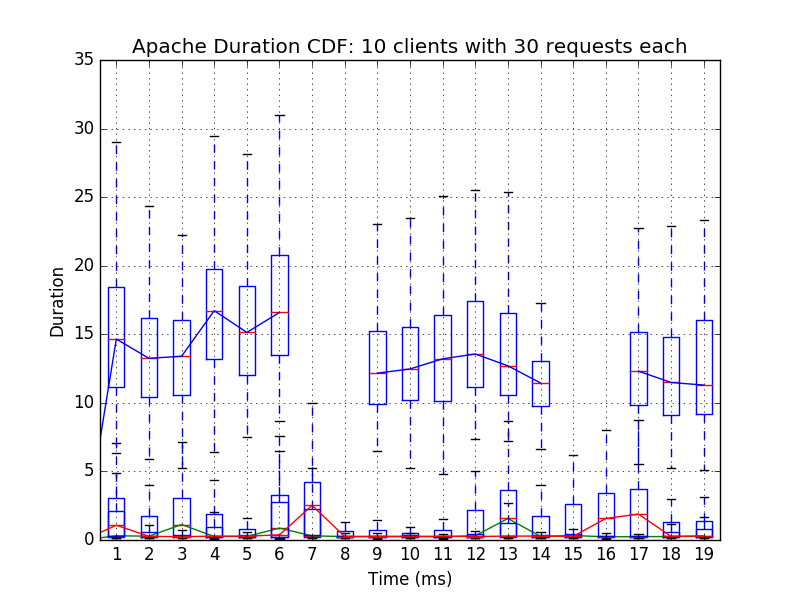 Apache Duration CDF: 10 clients with 30 requests each
35
30
25
20
15
10
5
0
Duration
1 2 3 4 5 6 7 8 9 10 11 12 13 14 15 16 17 18 19
Time (ms)